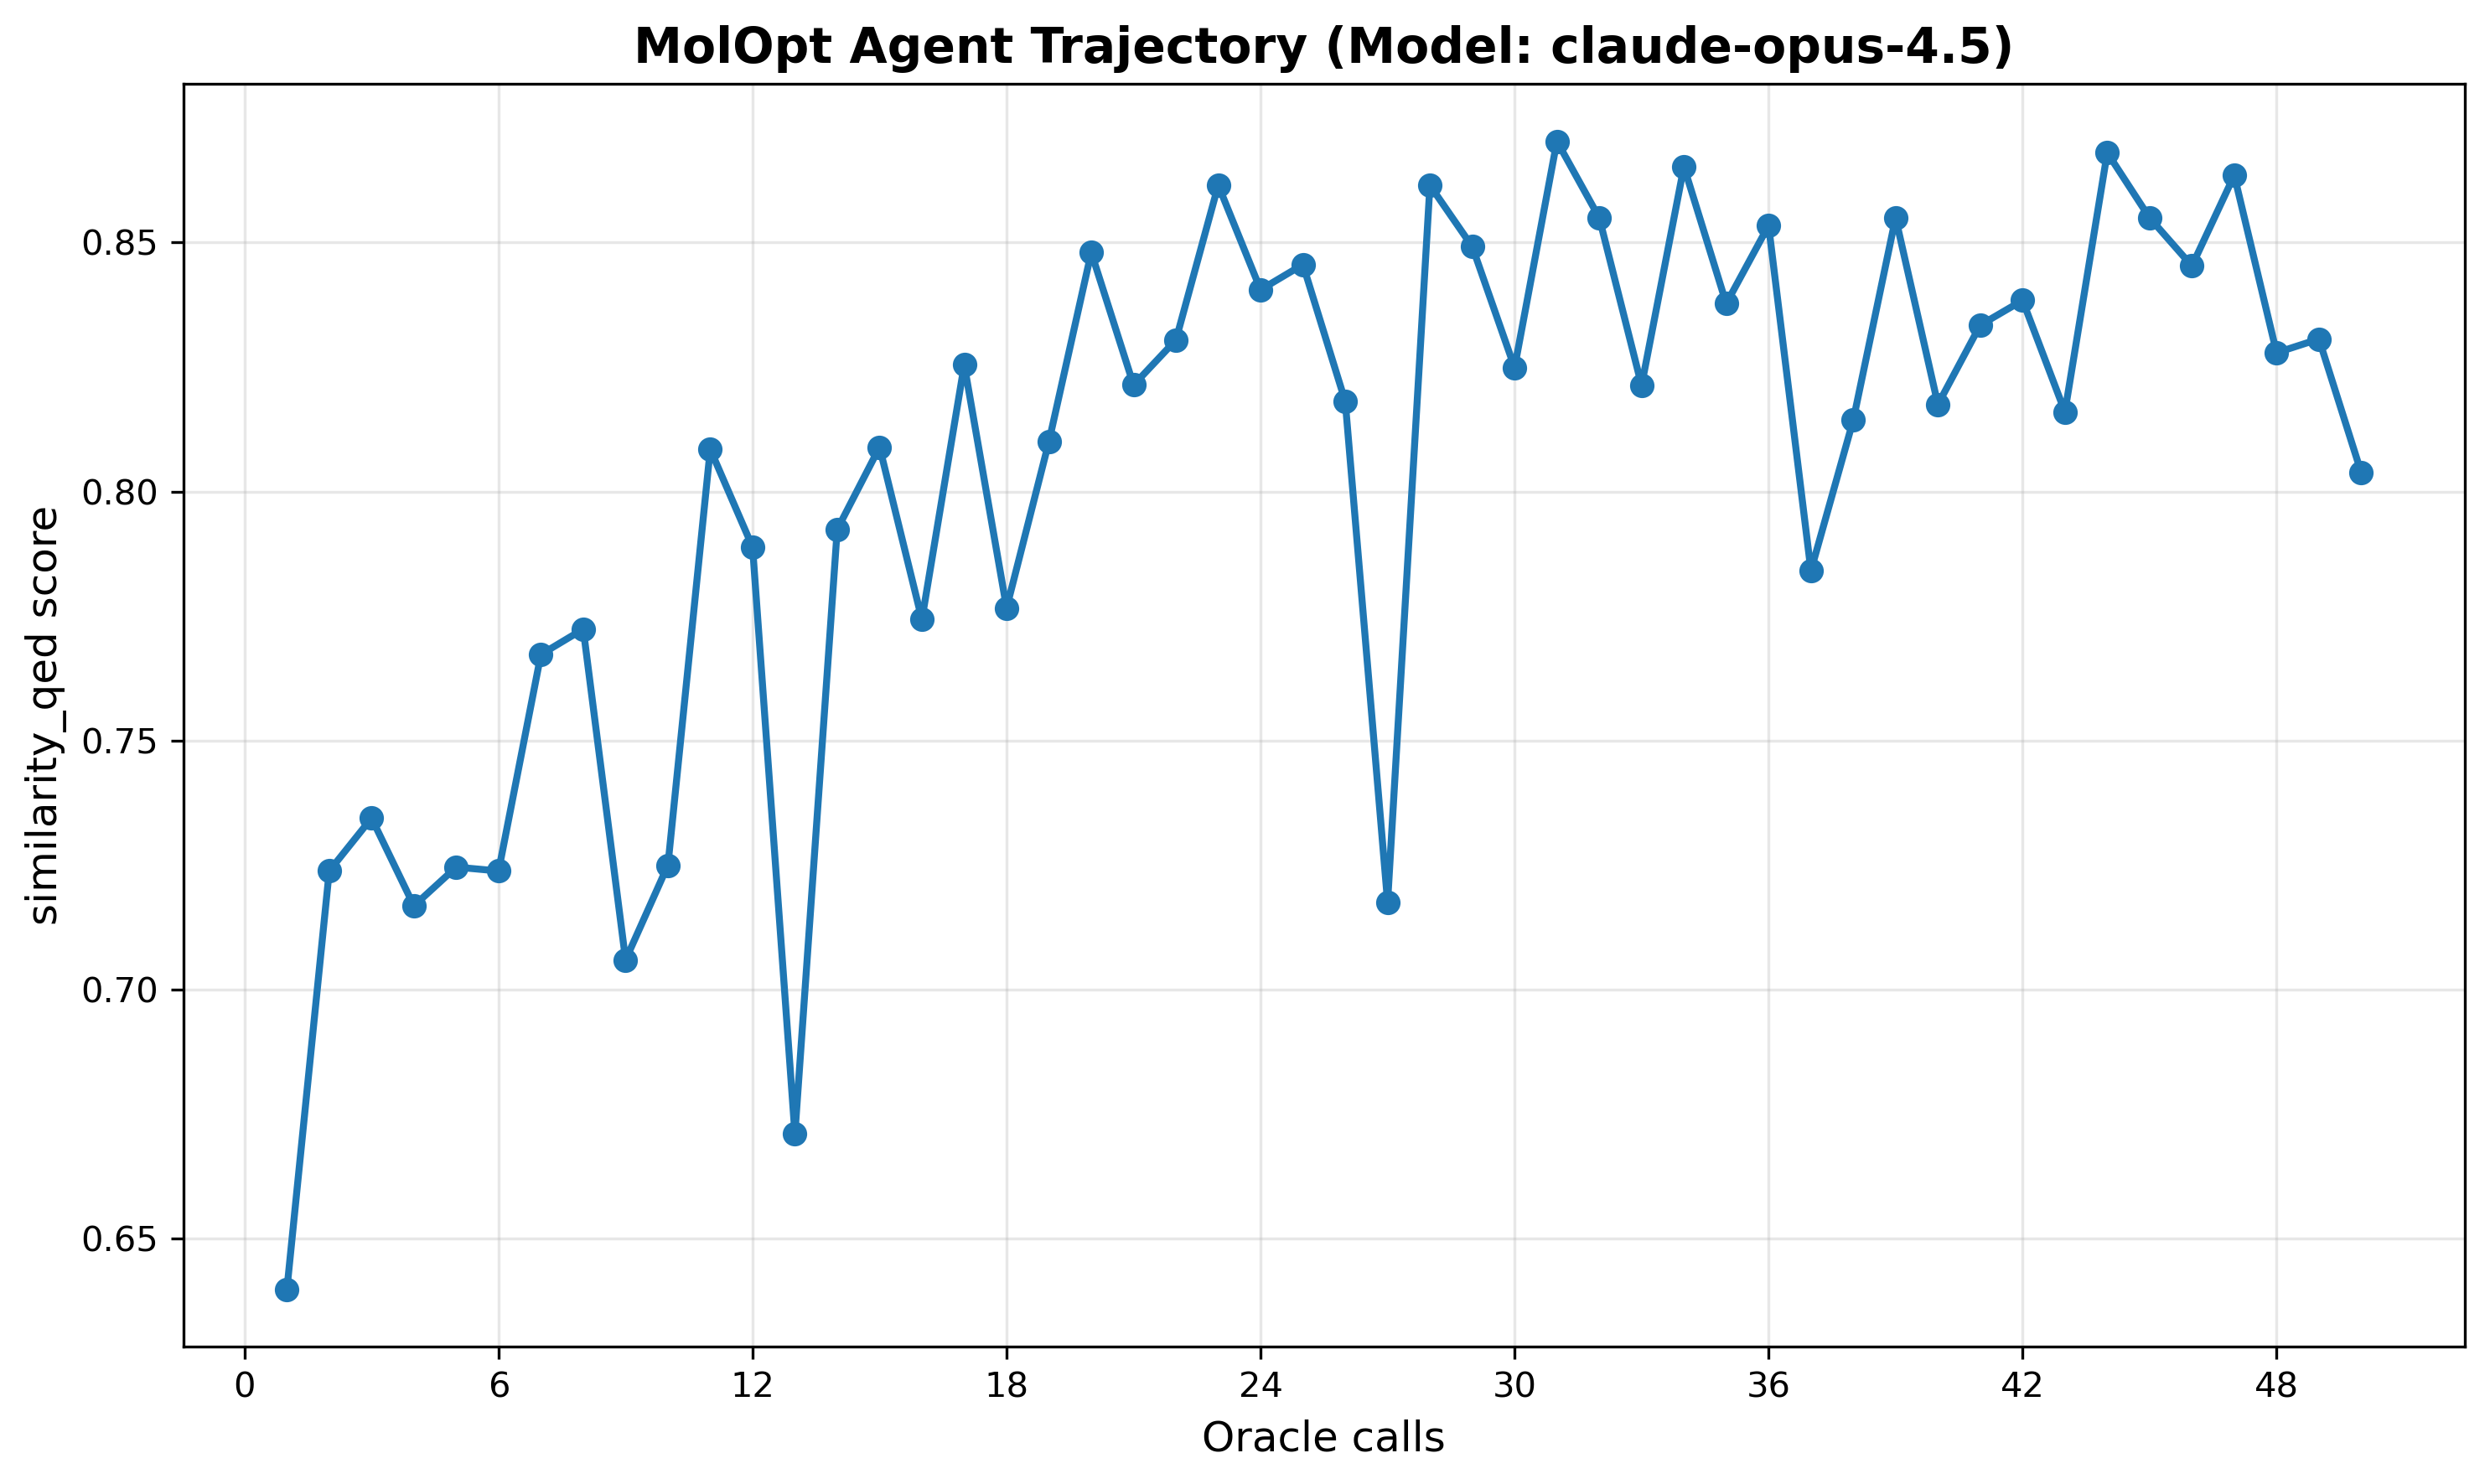 MolOpt Agent Trajectory (Model: claude-opus-4.5)
similarity_qed score
0.85
0.80
0.75
0.70
0.65
0 6 12 18 24 30 36 42 48
Oracle calls